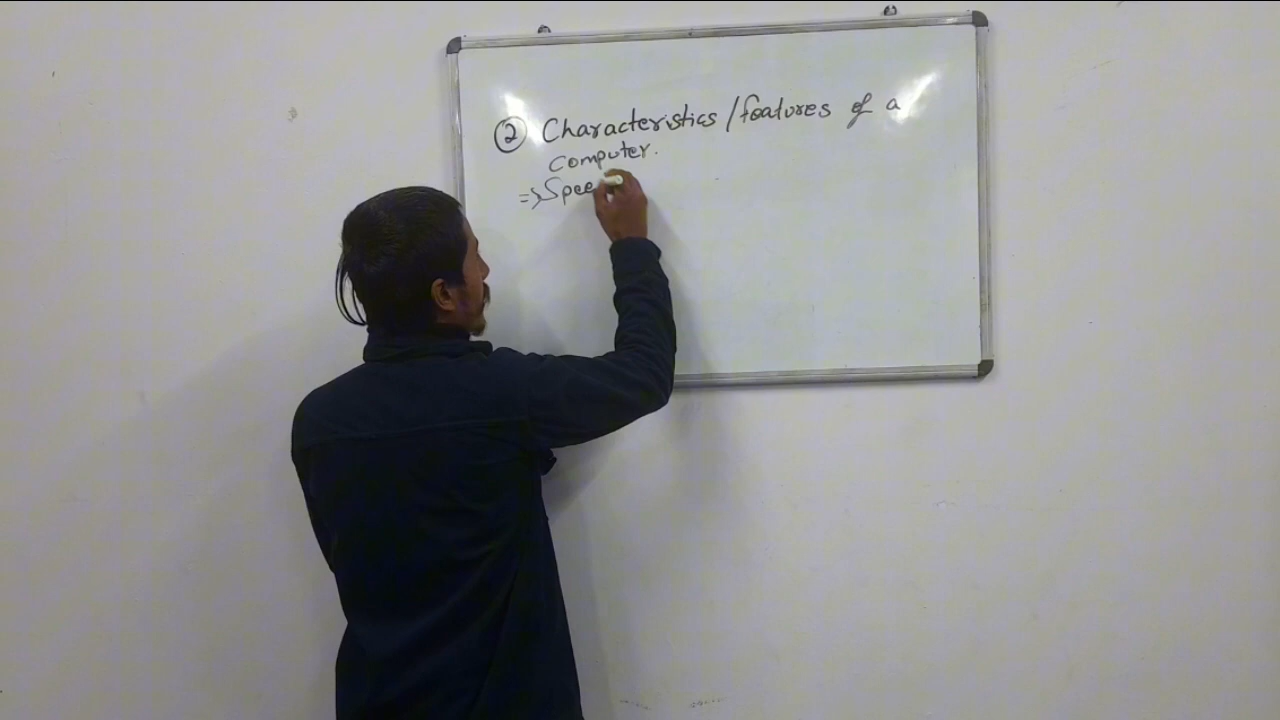 ② Characteristics/features of a
computer.
=> Spee